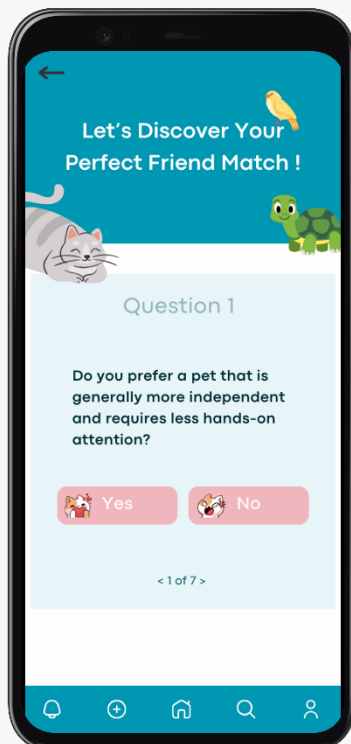 Let's Discover Your
Perfect Friend Match !
Question 1
Do you prefer a pet that is
generally more independent
and requires less hands-on
attention?
Yes
No
< 1 of 7 >